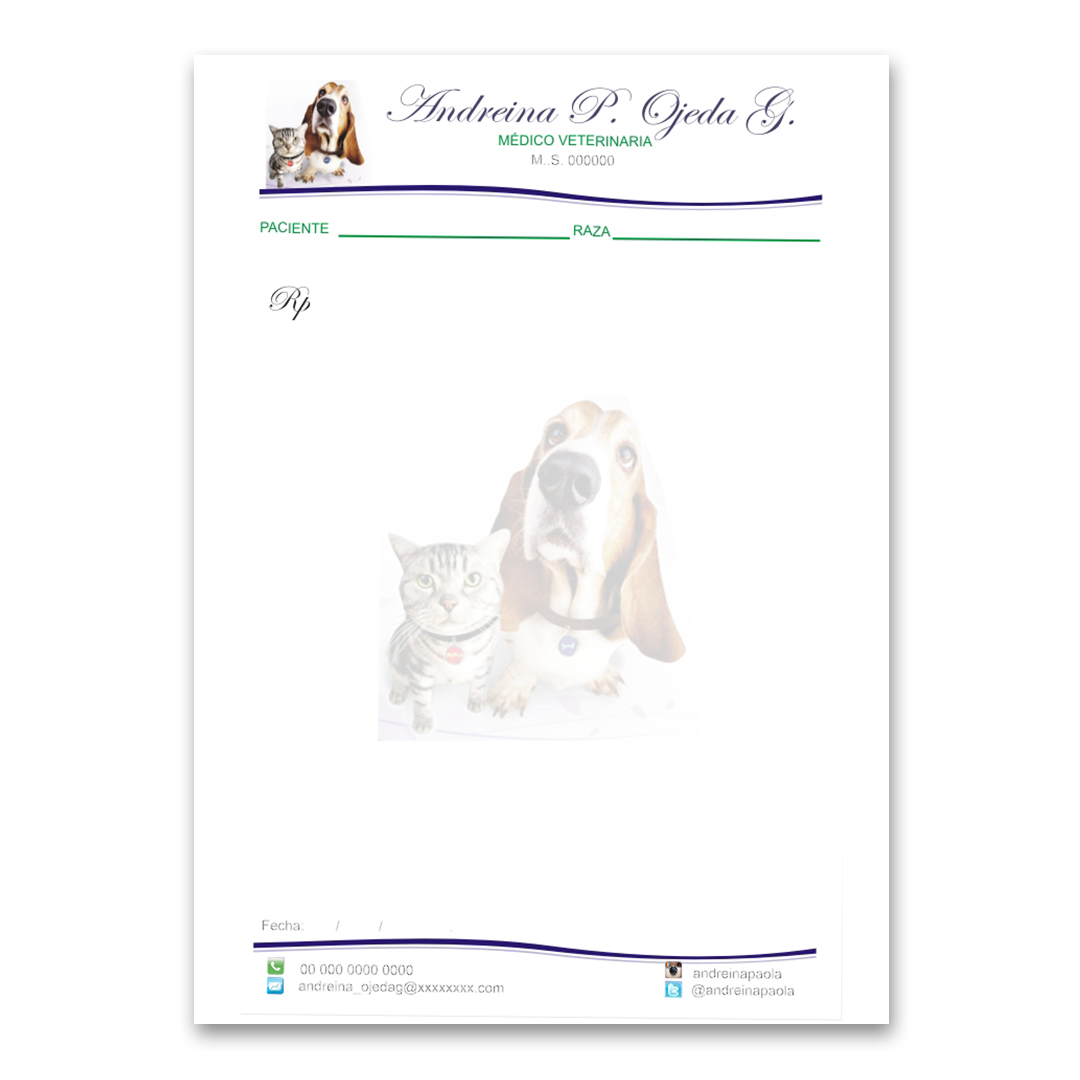 Andreina P. Ojeda G.
MÉDICO VETERINARIA
M..S. 000000
PACIENTE RAZA
Rp
Fecha: / / .
00 000 0000 0000
andreina_ojedag@xxxxxxxx.com
andreinapaola
@andreinapaola